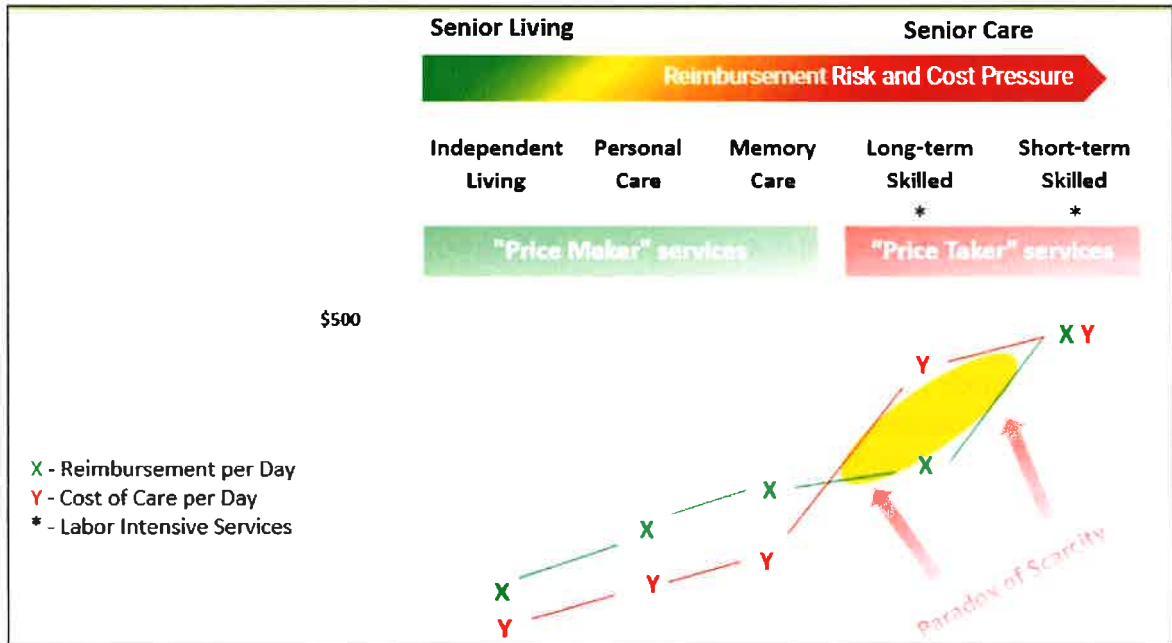 Senior Living
Senior Care
Reimbursement Risk and Cost Pressure
Independent Living
Personal Care
Memory Care
Long-term Skilled
*
Short-term Skilled
*
"Price Maker" services
"Price Taker" services
$500
X Y
Y
X - Reimbursement per Day
Y - Cost of Care per Day
* - Labor Intensive Services
X
X
X
Y
Y
X
Y
Paradox of Scarcity